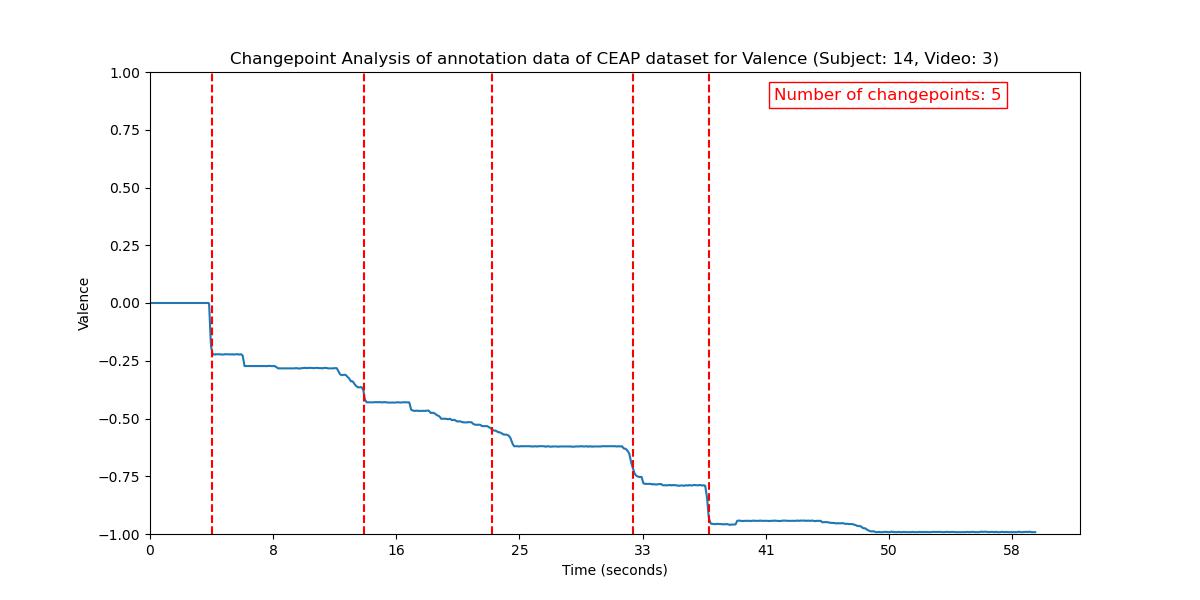 Changepoint Analysis of annotation data of CEAP dataset for Valence (Subject: 14, Video: 3)
Number of changepoints: 5
1.00
0.75
0.50
0.25
0.00
−0.25
−0.50
−0.75
−1.00
Valence
0 8 16 25 33 41 50 58
Time (seconds)